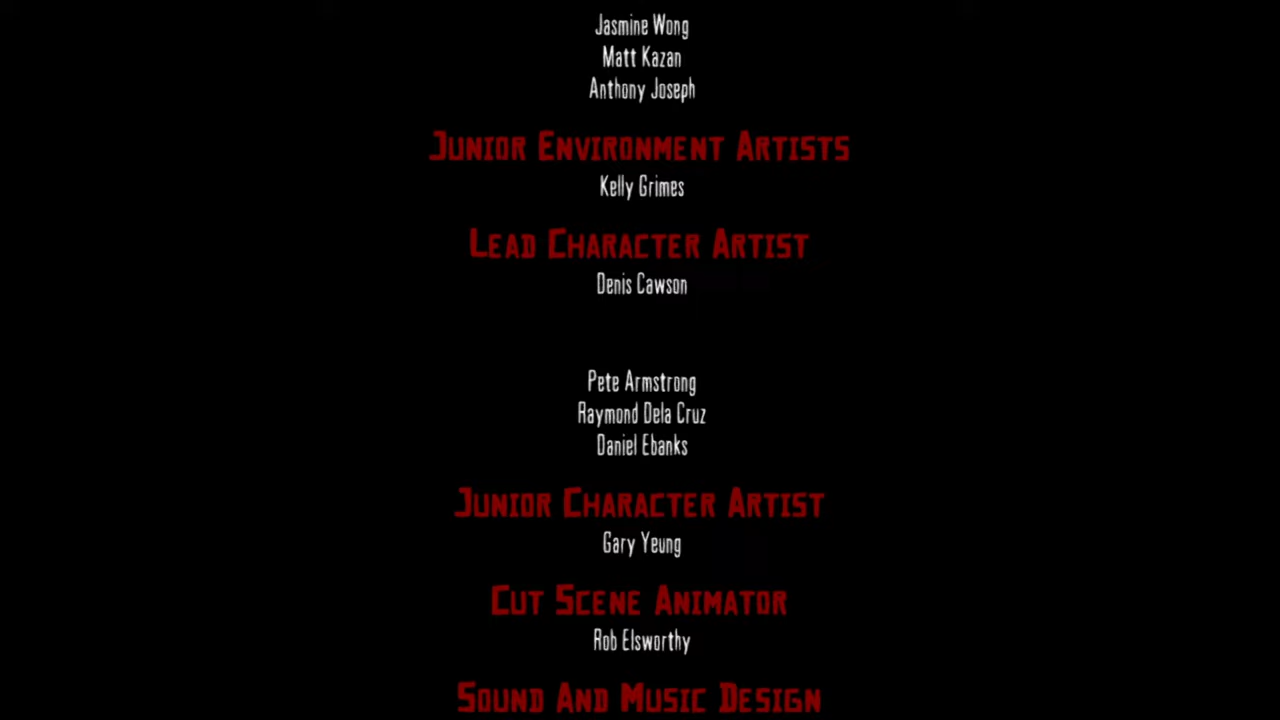 Jasmine Wong
Matt Kazan
Anthony Joseph
Junior Environment Artists
Kelly Grimes
Lead Character Artist
Denis Cawson
Pete Armstrong
Raymond Dela Cruz
Daniel Ebanks
Junior Character Artist
Gary Yeung
Cut Scene Animator
Rob Elsworthy
Sound And Music Design